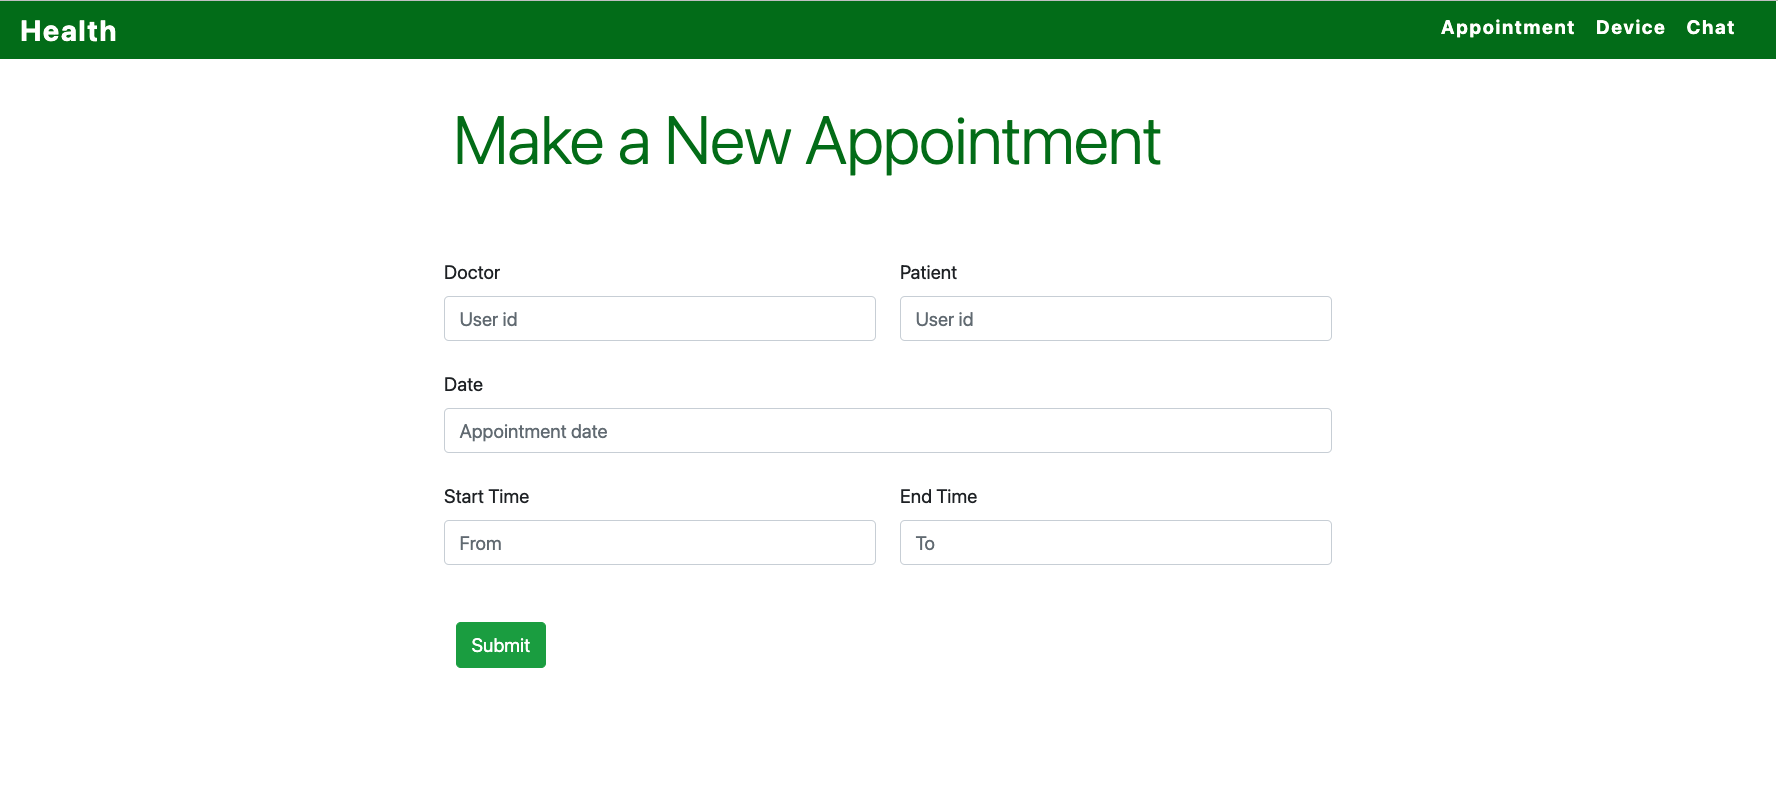 Health Appointment Device Chat
Make a New Appointment
Doctor Patient
User id User id
Date
Appointment date
Start Time End Time
From To
Submit